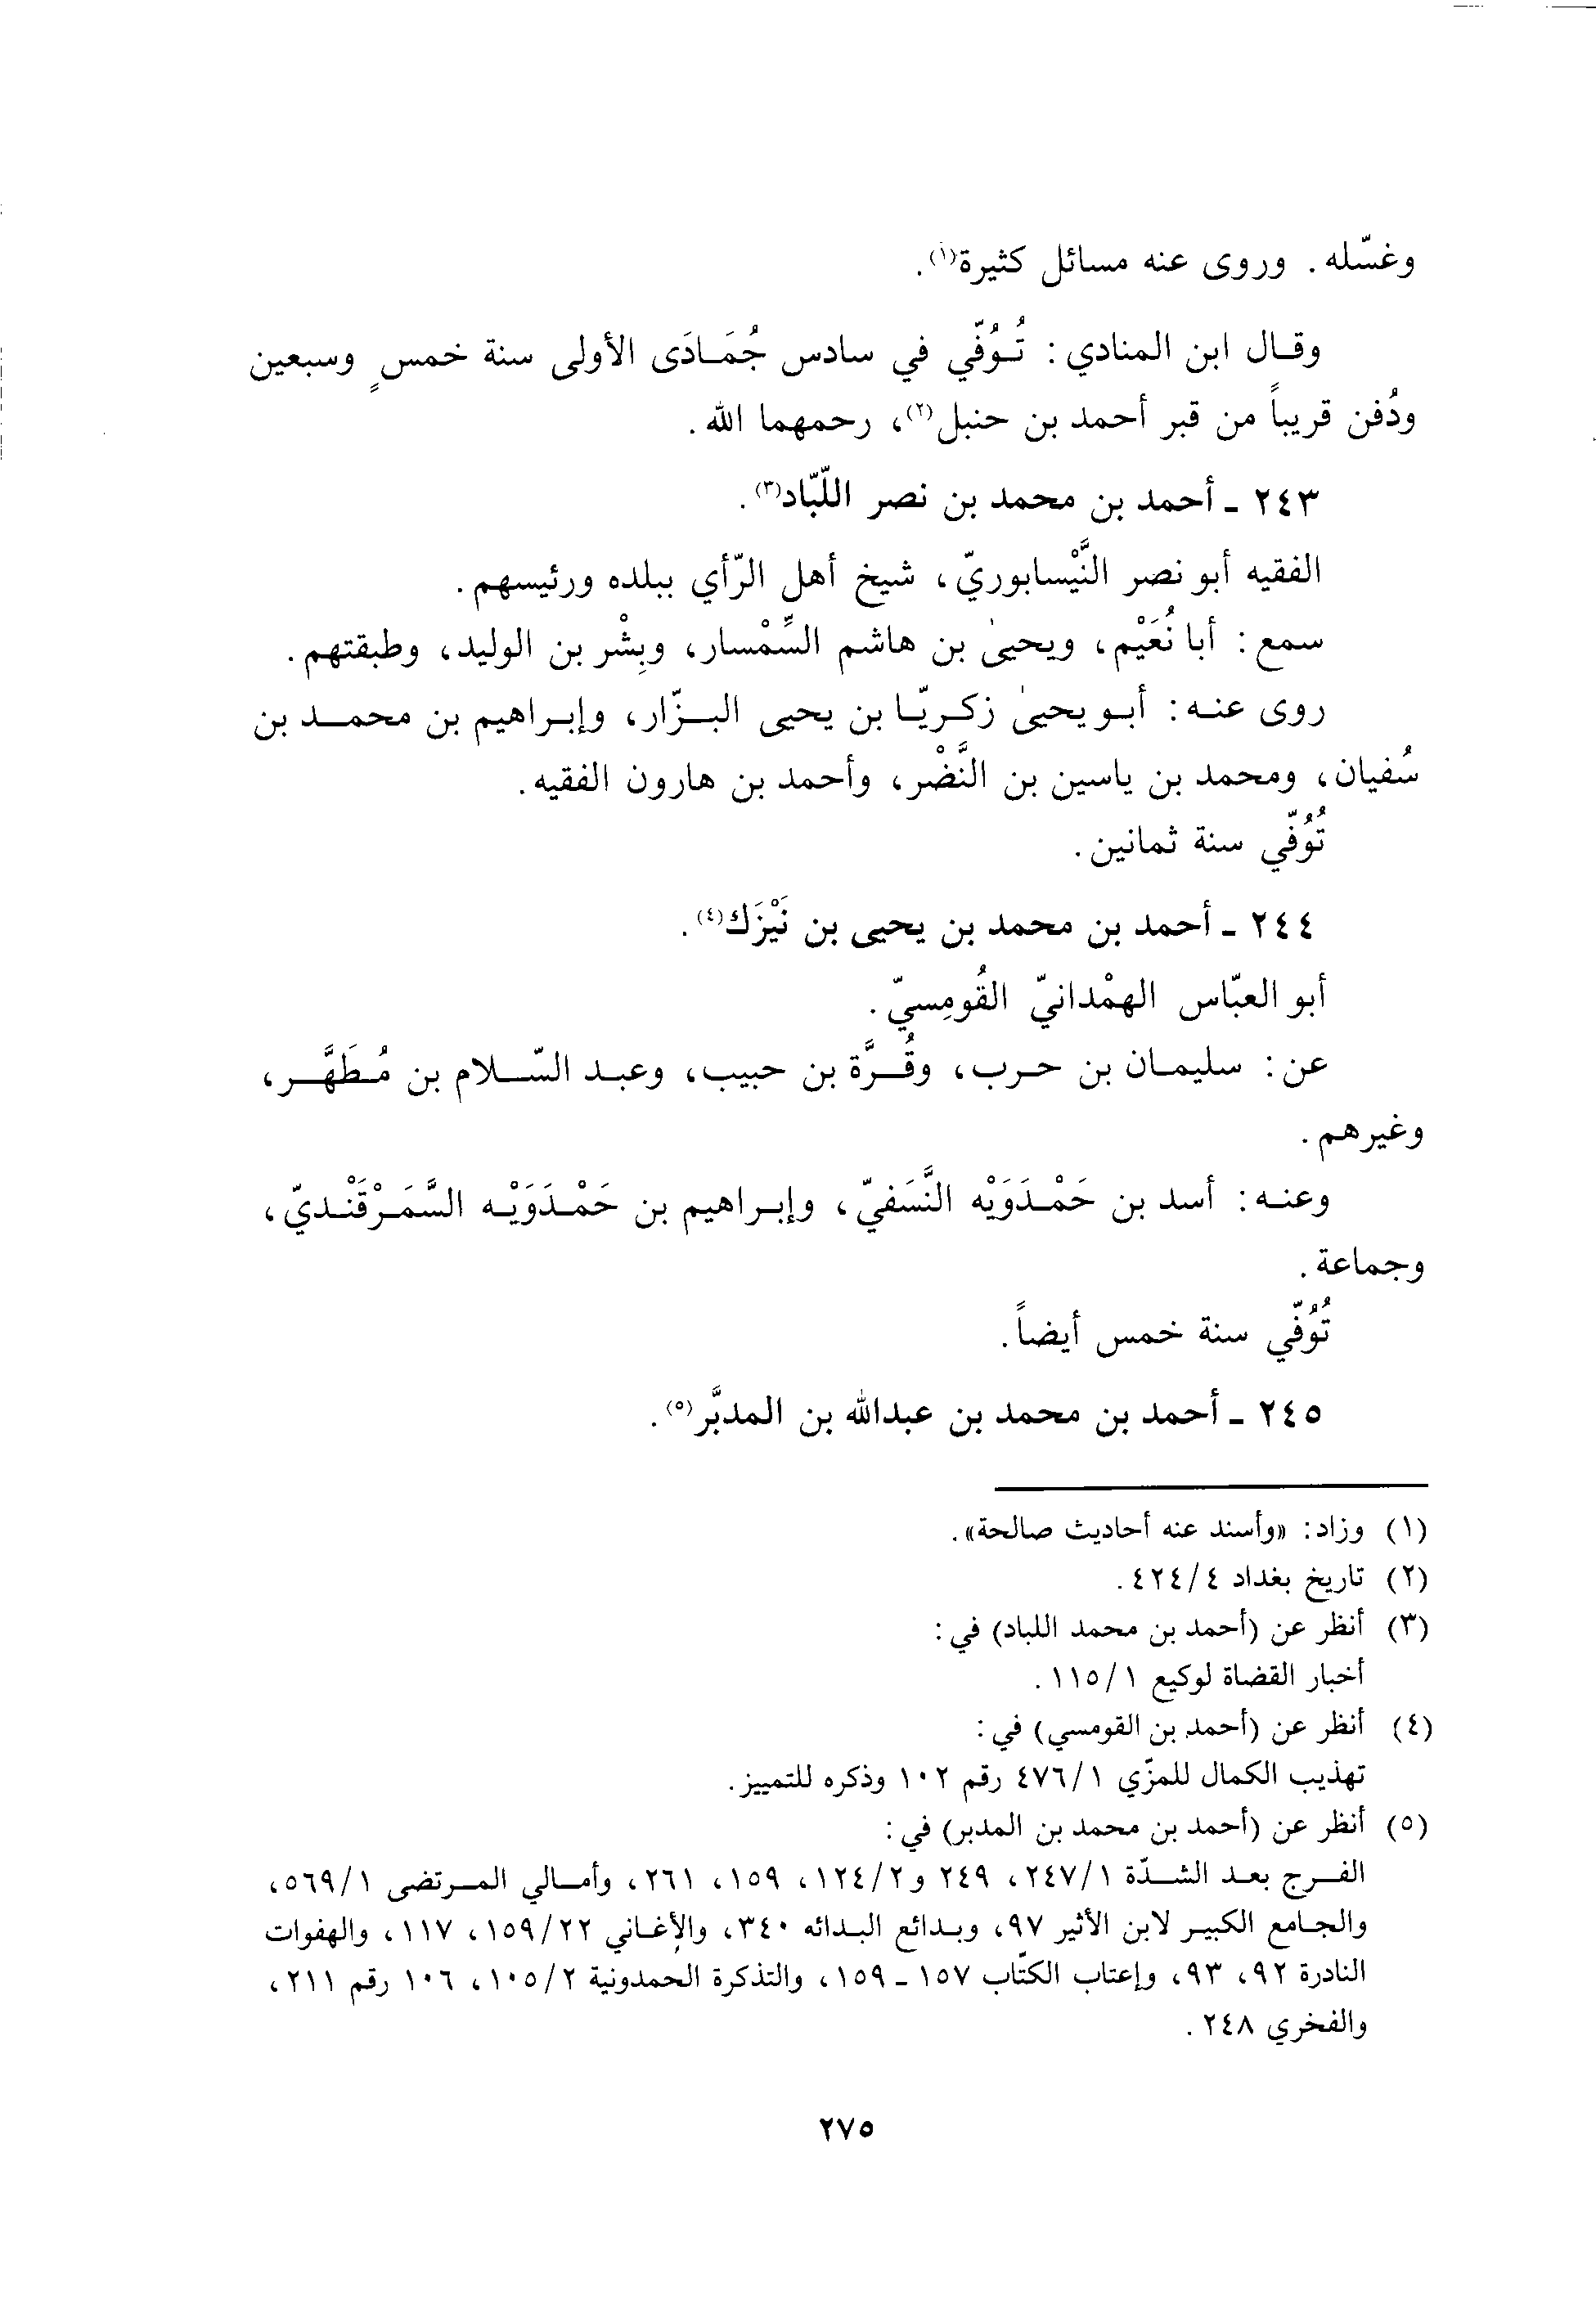 وغسّله. وروى عنه مسائل كثيرة(١).
وقال ابن المنادي: تُوُفّي في سادس جُمَادَى الأولى سنة خمسٍ وسبعين
ودُفن قريباً من قبر أحمد بن حنبل(٢)، رحمهما الله.
٢٤٣ - أحمد بن محمد بن نصر اللّبّاد(٣).
الفقيه أبو نصر النَّيْسابوريّ، شيخ أهل الرّأي ببلده ورئيسهم.
سمع: أبا نُعَيْم، ويحيىٰ بن هاشم السِّمْسار، وبِشْر بن الوليد، وطبقتهم.
روى عنه: أبو يحيىٰ زكريّا بن يحيى البزّار، وإبراهيم بن محمد بن
سُفيان، ومحمد بن ياسين بن النَّضْر، وأحمد بن هارون الفقيه.
تُوُفّي سنة ثمانين.
٢٤٤ - أحمد بن محمد بن يحيى بن نَيْزَك(٤).
أبو العبّاس الهمْدانيّ القُومِسيّ.
عن: سليمان بن حرب، وقُرَّة بن حبيب، وعبد السّلام بن مُطَهَّر،
وغيرهم.
وعنه: أسد بن حَمْدَوَيْه النَّسَفيّ، وإبراهيم بن حَمْدَوَيْه السَّمَرْقَنْديّ،
وجماعة.
تُوُفّي سنة خمس أيضاً.
٢٤٥ - أحمد بن محمد بن عبدالله بن المدبَّر(٥).
(١) وزاد: «وأسند عنه أحاديث صالحة».
(٢) تاريخ بغداد ٤/٤٢٤.
(٣) أنظر عن (أحمد بن محمد اللباد) في:
أخبار القضاة لوكيع ١/١١٥.
(٤) أنظر عن (أحمد بن القومسي) في:
تهذيب الكمال للمزّي ١/٤٧٦ رقم ١٠٢ وذكره للتمييز.
(٥) أنظر عن (أحمد بن محمد بن المدبر) في:
الفرج بعد الشدّة ١/٢٤٧، ٢٤٩ و٢/١٢٤، ١٥٩، ٢٦١، وأمالي المرتضى ١/٥٦٩،
والجامع الكبير لابن الأثير ٩٧، وبدائع البدائه ٣٤٠، والأغاني ٢٢/١٥٩، ١١٧، والهفوات
النادرة ٩٢، ٩٣، وإعتاب الكتّاب ١٥٧ - ١٥٩، والتذكرة الحمدونية ٢/١٠٥، ١٠٦ رقم ٢١١،
والفخري ٢٤٨.
٢٧٥